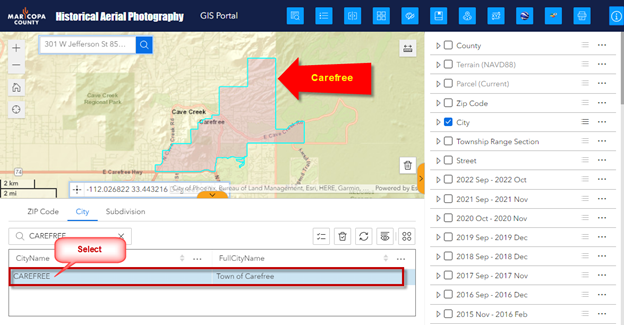 MARICOPA
COUNTY
Historical Aerial Photography
GIS Portal
301 W Jefferson St 85...
Carefree
Cave Creek
Regional Park
Cave Creek
Carefree
E Cave Creek Rd
E Carefree Hwy
74
2 km
2 mi
-112.026822 33.443216
City of Phoenix, Bureau of Land Management, Esri, HERE, Garmin, ...
Powered by Es
ZIP Code
City
Subdivision
CAREFREE
Select
CityName
FullCityName
CAREFREE
Town of Carefree
County
Terrain (NAVD88)
Parcel (Current)
Zip Code
City
Township Range Section
Street
2022 Sep - 2022 Oct
2021 Sep - 2021 Nov
2020 Oct - 2020 Nov
2019 Sep - 2019 Dec
2018 Sep - 2018 Dec
2017 Sep - 2017 Nov
2016 Sep - 2016 Dec
2015 Nov - 2016 Feb